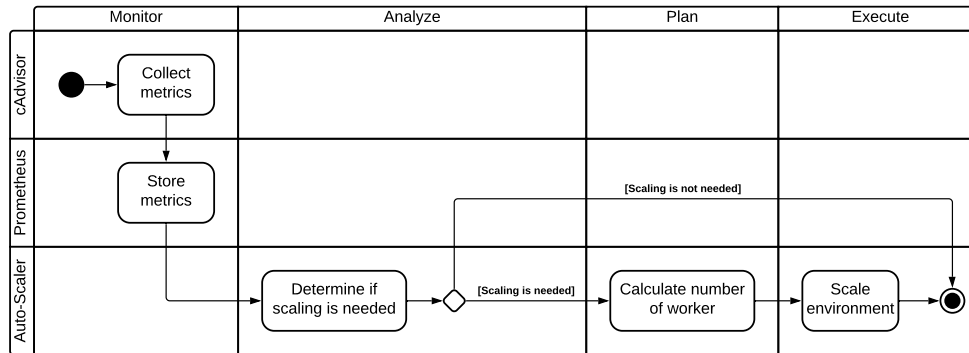 Monitor
Analyze
Plan
Execute
cAdvisor
Collect
metrics
Prometheus
Store
metrics
[Scaling is not needed]
Auto-Scaler
Determine if
scaling is needed
[Scaling is needed]
Calculate number
of worker
Scale
environment